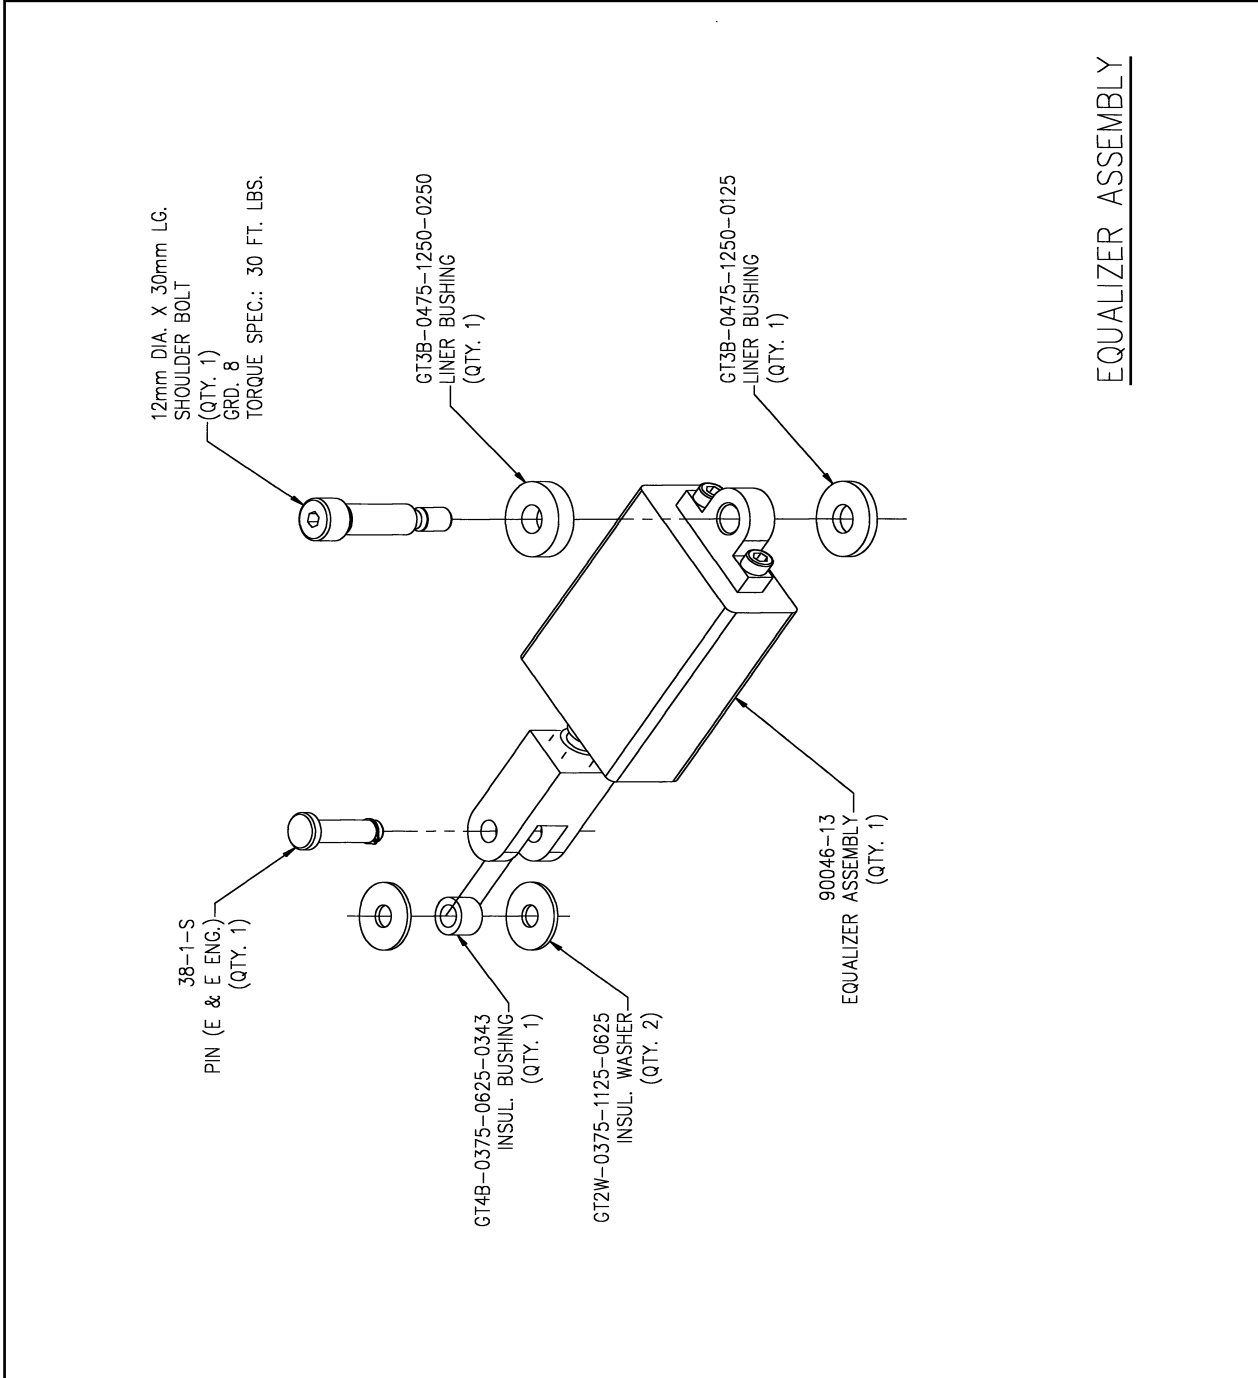 12mm DIA. X 30mm LG.
SHOULDER BOLT
(QTY. 1)
GRD. 8
TORQUE SPEC.: 30 FT. LBS.
GT3B-0475-1250-0250
LINER BUSHING
(QTY. 1)
GT3B-0475-1250-0125
LINER BUSHING
(QTY. 1)
38-1-S
PIN (E & E ENG.)
(QTY. 1)
GT4B-0375-0625-0343
INSUL. BUSHING
(QTY. 1)
GT2W-0375-1125-0625
INSUL. WASHER
(QTY. 2)
90046-13
EQUALIZER ASSEMBLY
(QTY. 1)
EQUALIZER ASSEMBLY